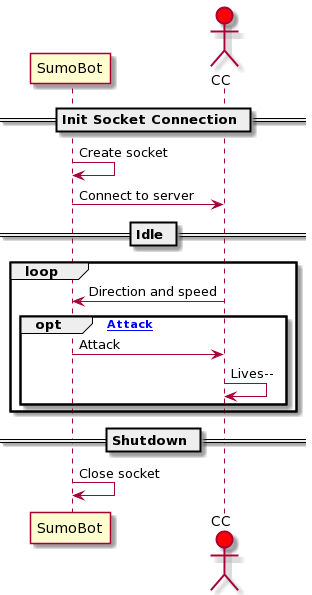 CC
SumoBot
Init Socket Connection
Create socket
Connect to server
Idle
loop
Direction and speed
opt Attack
Attack
Lives--
Shutdown
Close socket
SumoBot
CC